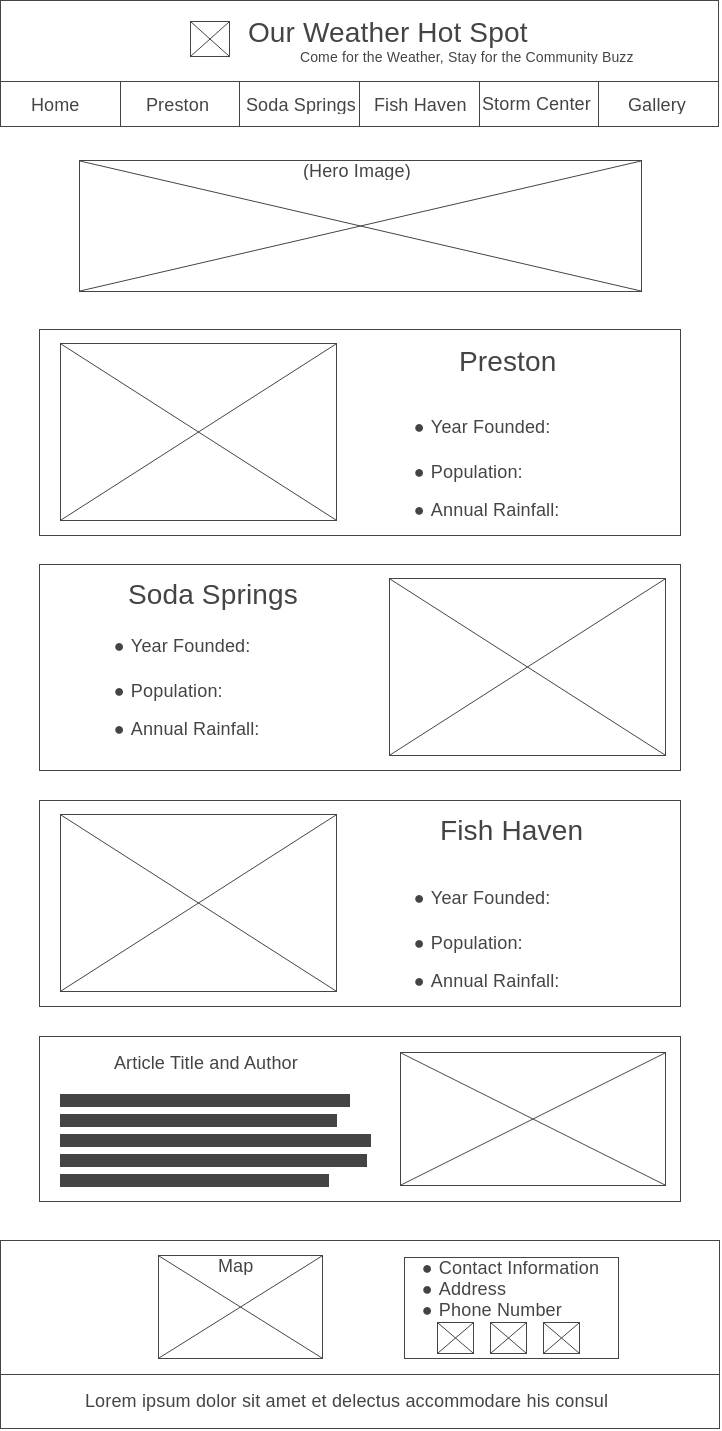 Our Weather Hot Spot
Come for the Weather, Stay for the Community Buzz
Home Preston Soda Springs Fish Haven Storm Center Gallery
(Hero Image)
Preston
● Year Founded:
● Population:
● Annual Rainfall:
Soda Springs
● Year Founded:
● Population:
● Annual Rainfall:
Fish Haven
● Year Founded:
● Population:
● Annual Rainfall:
Article Title and Author
Map
● Contact Information
● Address
● Phone Number
Lorem ipsum dolor sit amet et delectus accommodare his consul